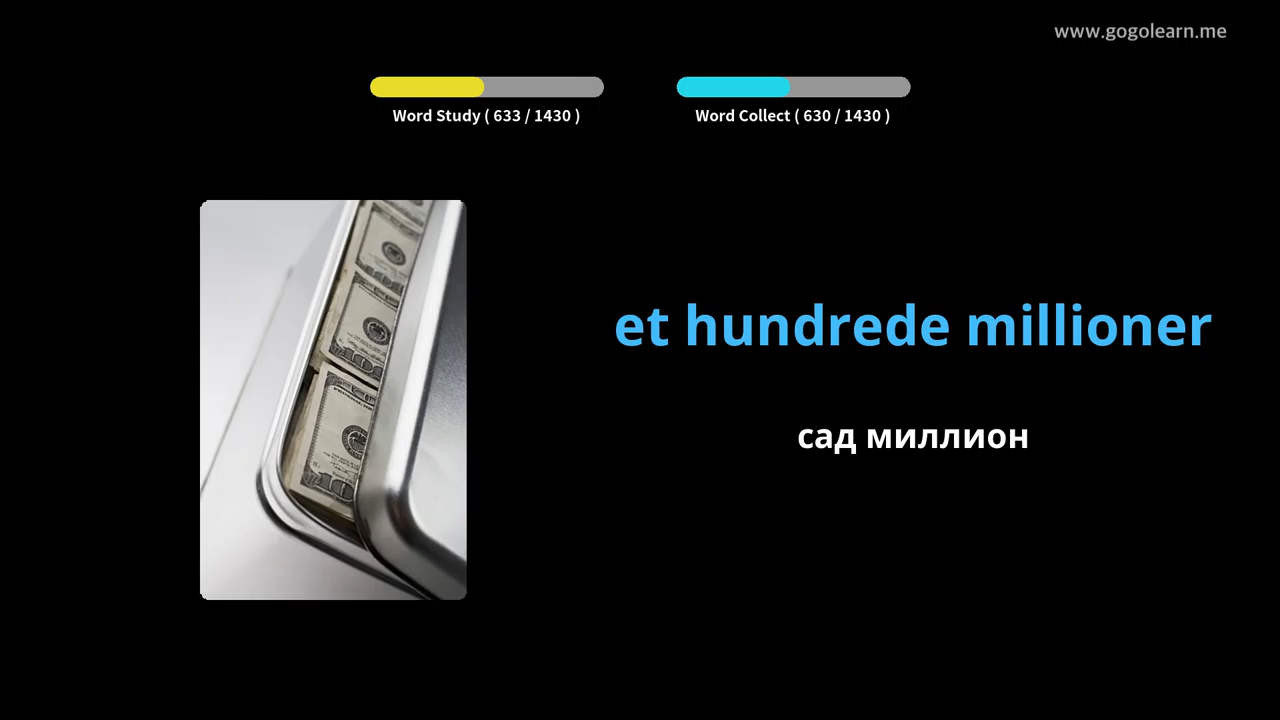 www.gogolearn.me
Word Study ( 633 / 1430 )
Word Collect ( 630 / 1430 )
et hundrede millioner
сад миллион